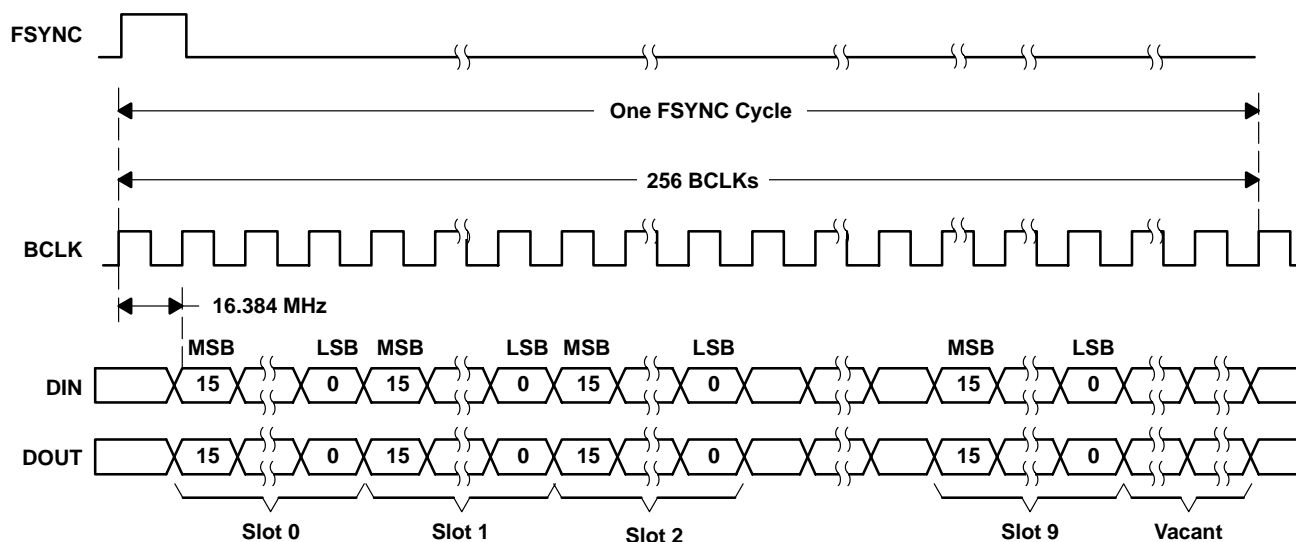 FSYNC
One FSYNC Cycle
256 BCLKs
BCLK
16.384 MHz
MSB LSB MSB LSB MSB LSB MSB LSB
DIN 15 0 15 0 15 0 15 0
DOUT 15 0 15 0 15 0 15 0
Slot 0 Slot 1 Slot 2 Slot 9 Vacant